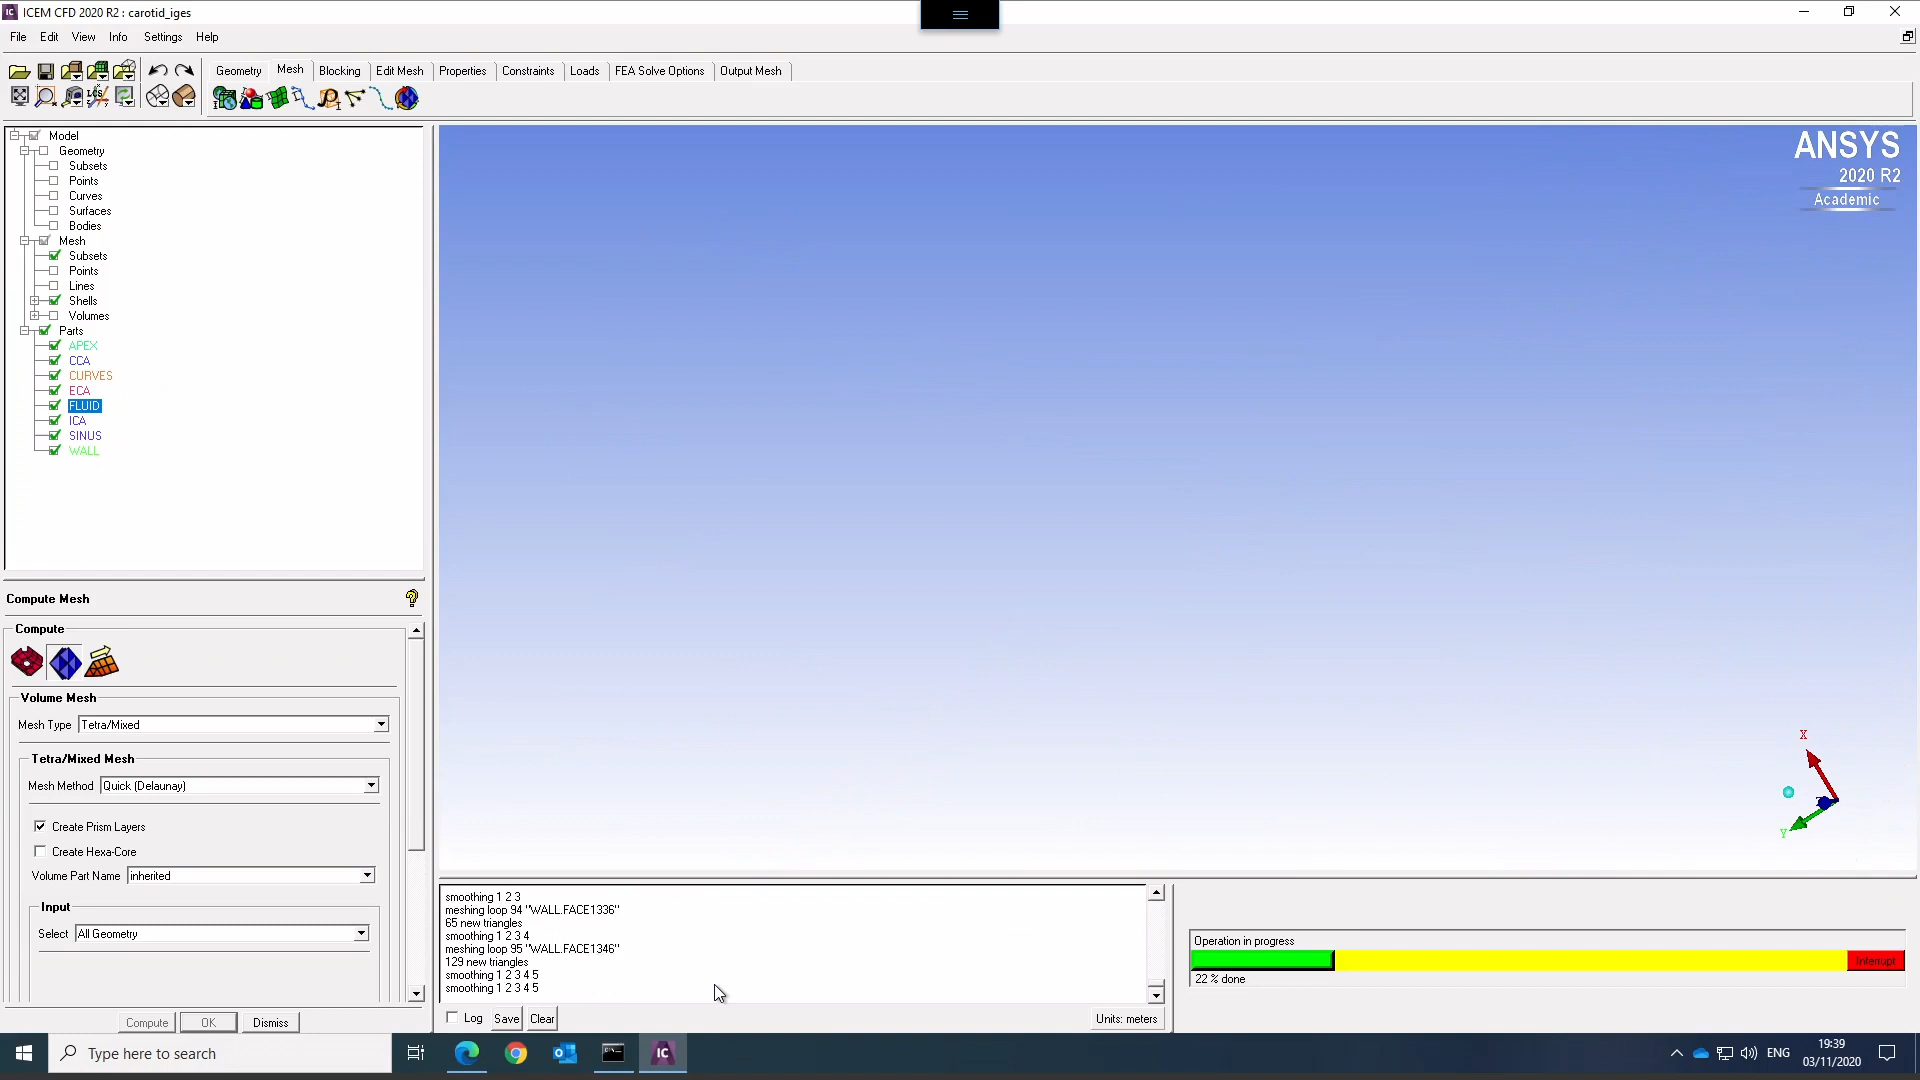 ICEM CFD 2020 R2 : carotid_iges
File Edit View Info Settings Help
Geometry Mesh Blocking Edit Mesh Properties Constraints Loads FEA Solve Options Output Mesh
LCS
Model
Geometry
Subsets
Points
Curves
Surfaces
Bodies
Mesh
Subsets
Points
Lines
Shells
Volumes
Parts
APEX
CCA
CURVES
ECA
FLUID
ICA
SINUS
WALL
ANSYS
2020 R2
Academic
X
Y
Compute Mesh
Compute
Volume Mesh
Mesh Type Tetra/Mixed
Tetra/Mixed Mesh
Mesh Method Quick (Delaunay)
Create Prism Layers
Create Hexa-Core
Volume Part Name inherited
Input
Select All Geometry
Compute OK Dismiss
smoothing 1 2 3
meshing loop 94 "WALL.FACE1336"
65 new triangles
smoothing 1 2 3 4
meshing loop 95 "WALL.FACE1346"
129 new triangles
smoothing 1 2 3 4 5
smoothing 1 2 3 4 5
Log Save Clear
Units: meters
Operation in progress
Interrupt
22 % done
Type here to search
IC
ENG
19:39
03/11/2020